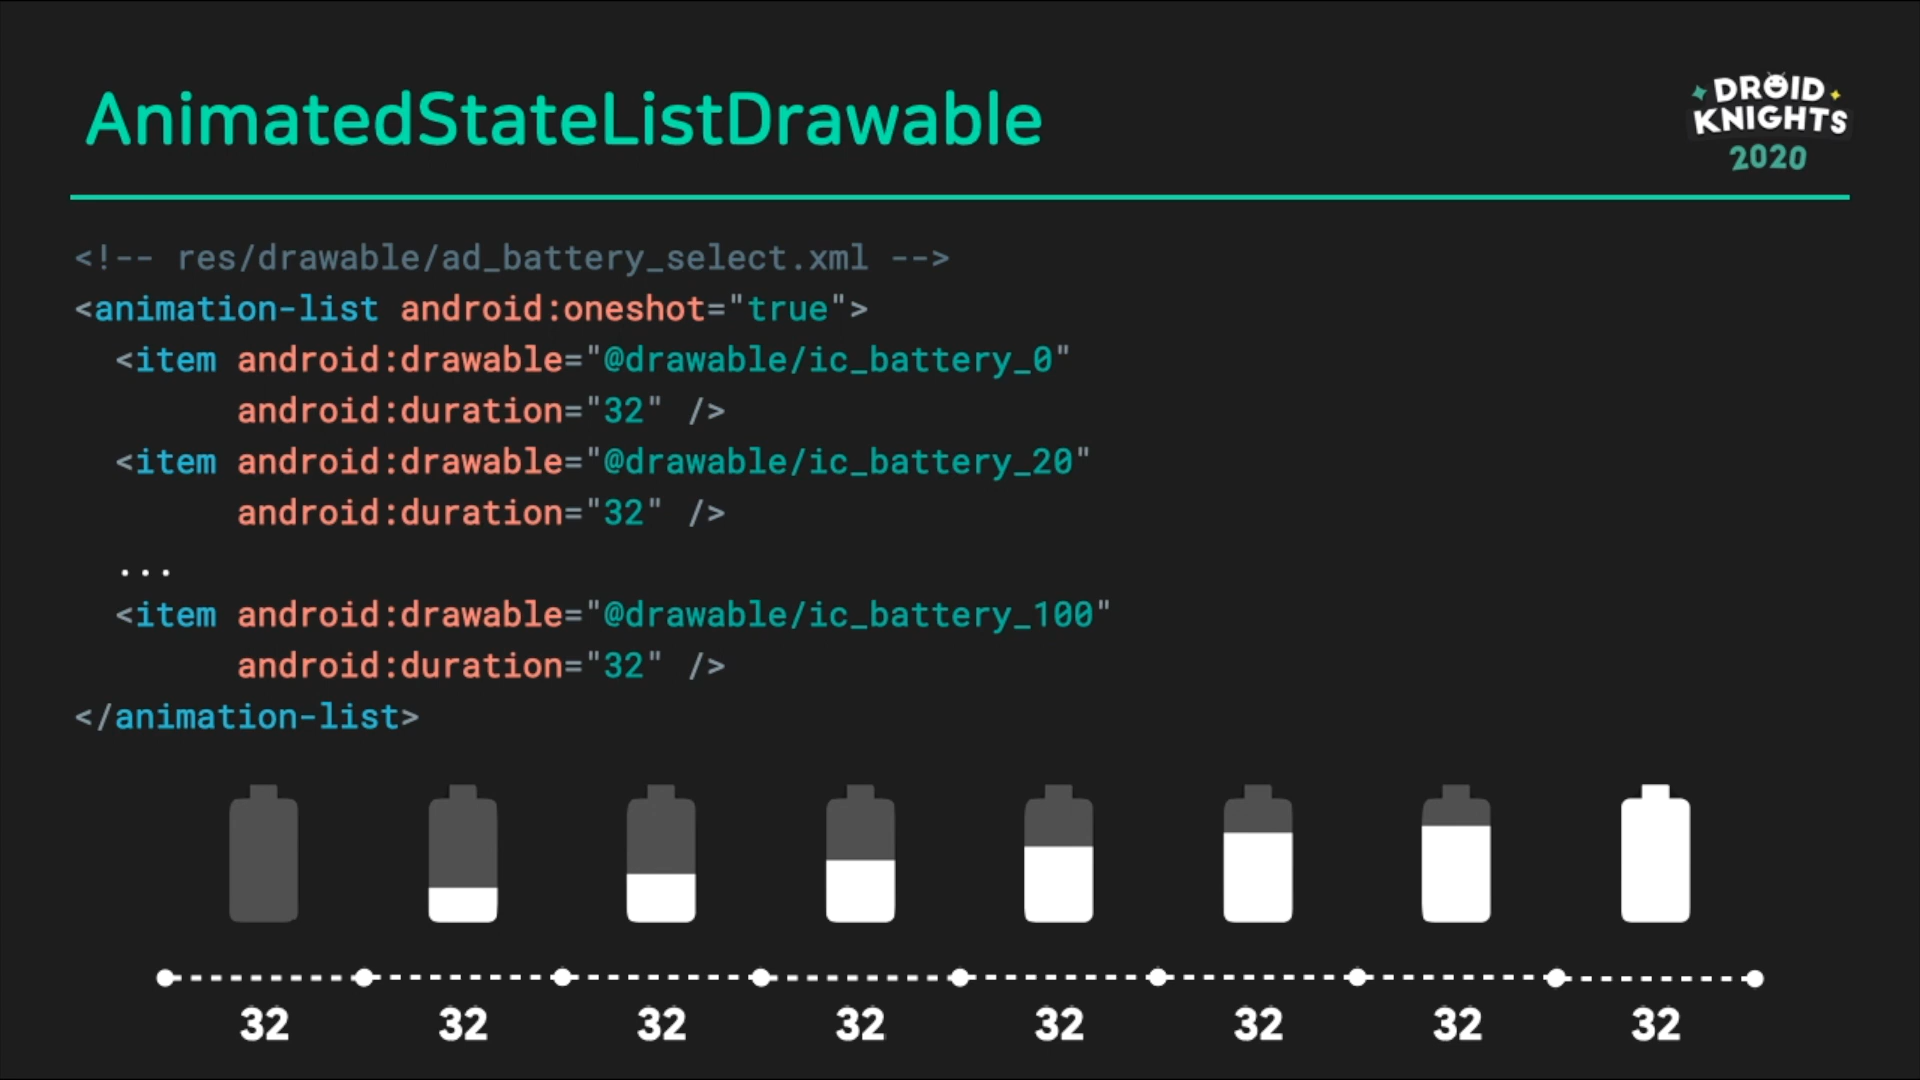 AnimatedStateListDrawable
DROID
KNIGHTS
2020
<!-- res/drawable/ad_battery_select.xml -->
<animation-list android:oneshot="true">
  <item android:drawable="@drawable/ic_battery_0"
        android:duration="32" />
  <item android:drawable="@drawable/ic_battery_20"
        android:duration="32" />
  ...
  <item android:drawable="@drawable/ic_battery_100"
        android:duration="32" />
</animation-list>
32 32 32 32 32 32 32 32